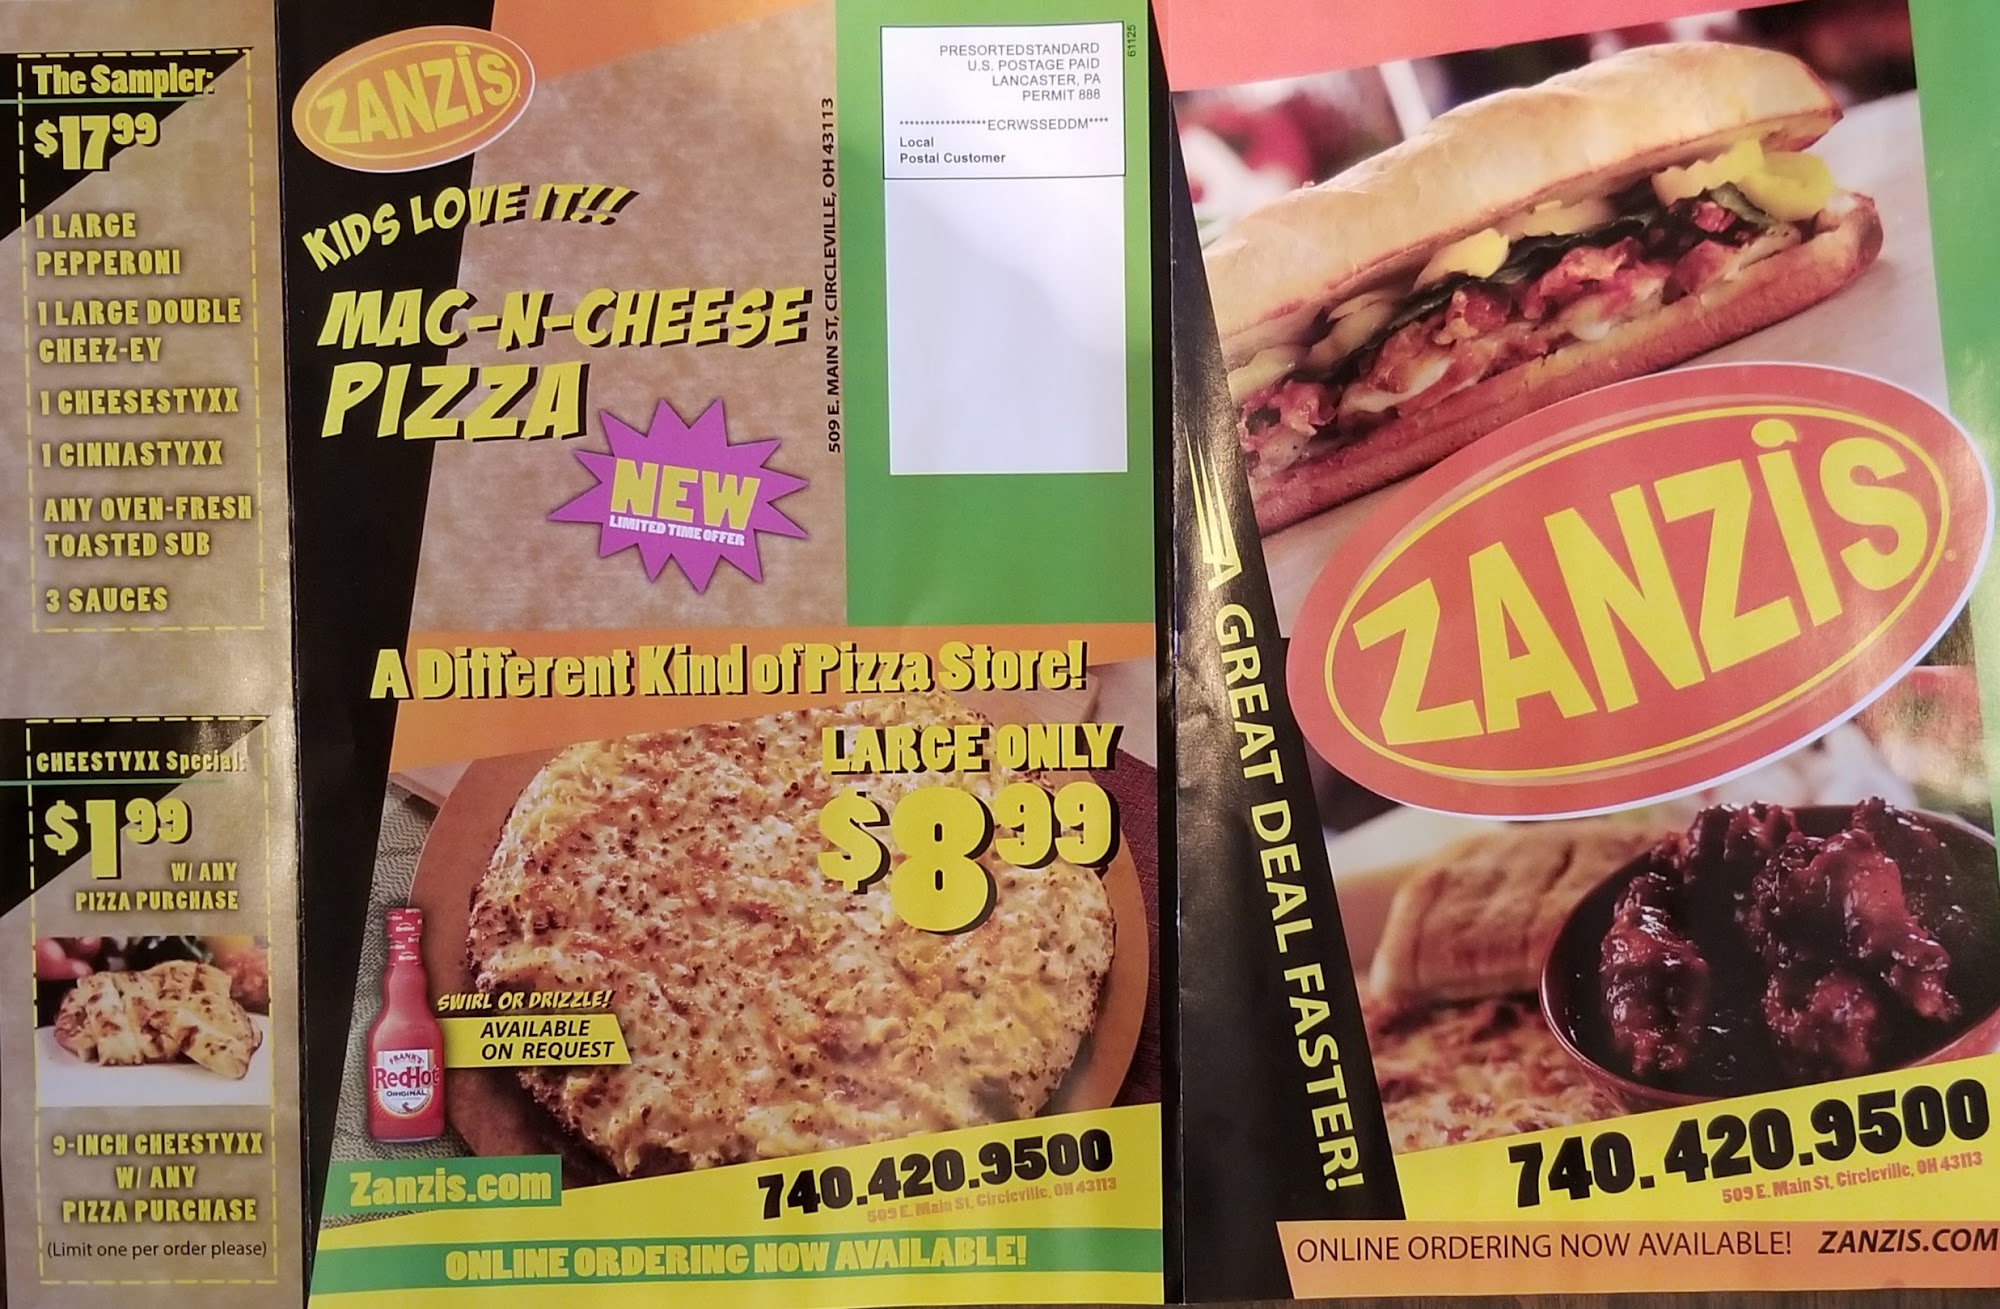 The Sampler:
$17.99
1 LARGE
PEPPERONI
1 LARGE DOUBLE
CHEEZ-EY
1 CHEESESTYXX
1 CINNASTYXX
ANY OVEN-FRESH
TOASTED SUB
3 SAUCES
CHEESTYXX Special:
$1.99
W/ ANY
PIZZA PURCHASE
9-INCH CHEESTYXX
W/ ANY
PIZZA PURCHASE
(Limit one per order please)
ZANZiS
KIDS LOVE IT!!
MAC-N-CHEESE
PIZZA
NEW
LIMITED TIME OFFER
509 E. MAIN ST, CIRCLEVILLE, OH 43113
PRESORTEDSTANDARD
U.S. POSTAGE PAID
LANCASTER, PA
PERMIT 888
*****************ECRWSSEDDM****
Local
Postal Customer
61125
A Different Kind of Pizza Store!
LARGE ONLY
$8.99
SWIRL OR DRIZZLE!
AVAILABLE
ON REQUEST
FRANK'S
RedHot
ORIGINAL
Zanzis.com
740.420.9500
509 E. Main St, Circleville, OH 43113
ONLINE ORDERING NOW AVAILABLE!
A GREAT DEAL FASTER!
ZANZiS
740.420.9500
509 E. Main St, Circleville, OH 43113
ONLINE ORDERING NOW AVAILABLE! ZANZIS.COM